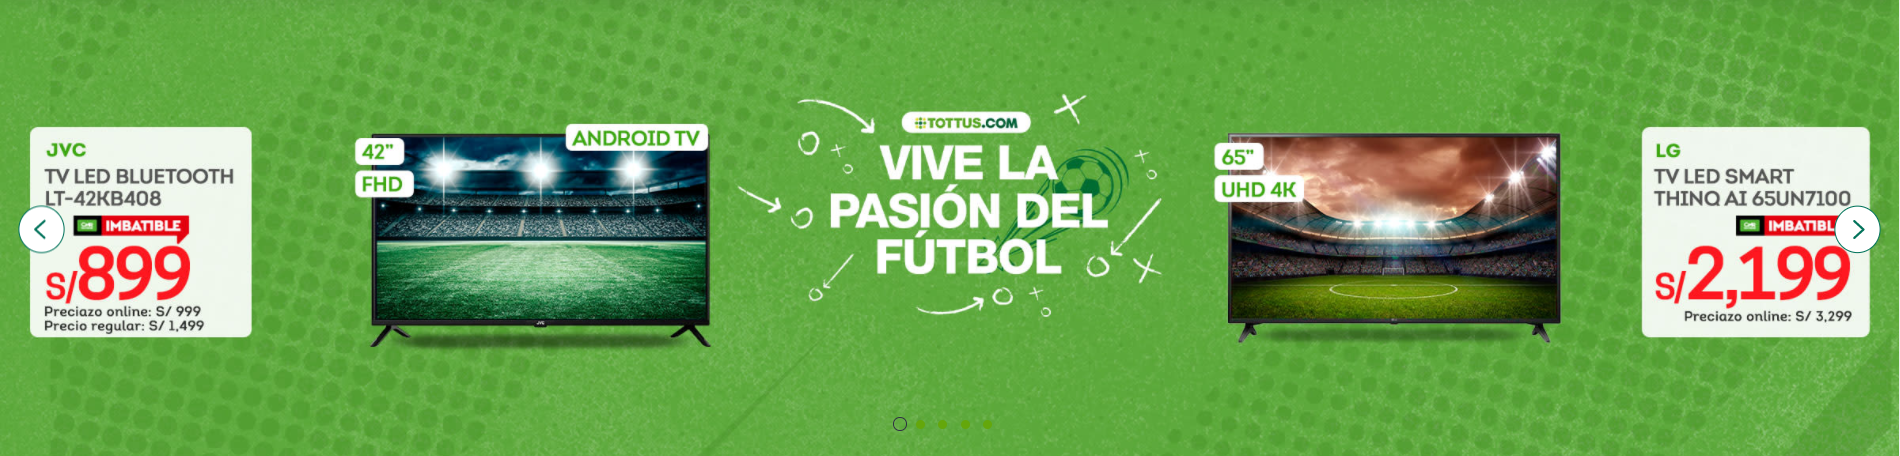 JVC
TV LED BLUETOOTH
LT-42KB408
CMR IMBATIBLE
S/899
Preciazo online: S/ 999
Precio regular: S/ 1,499
42”
FHD
ANDROID TV
JVC
TOTTUS.COM
VIVE LA
PASIÓN DEL
FÚTBOL
65”
UHD 4K
LG
TV LED SMART
THINQ AI 65UN7100
IMBATIBL
S/2,199
Preciazo online: S/ 3,299